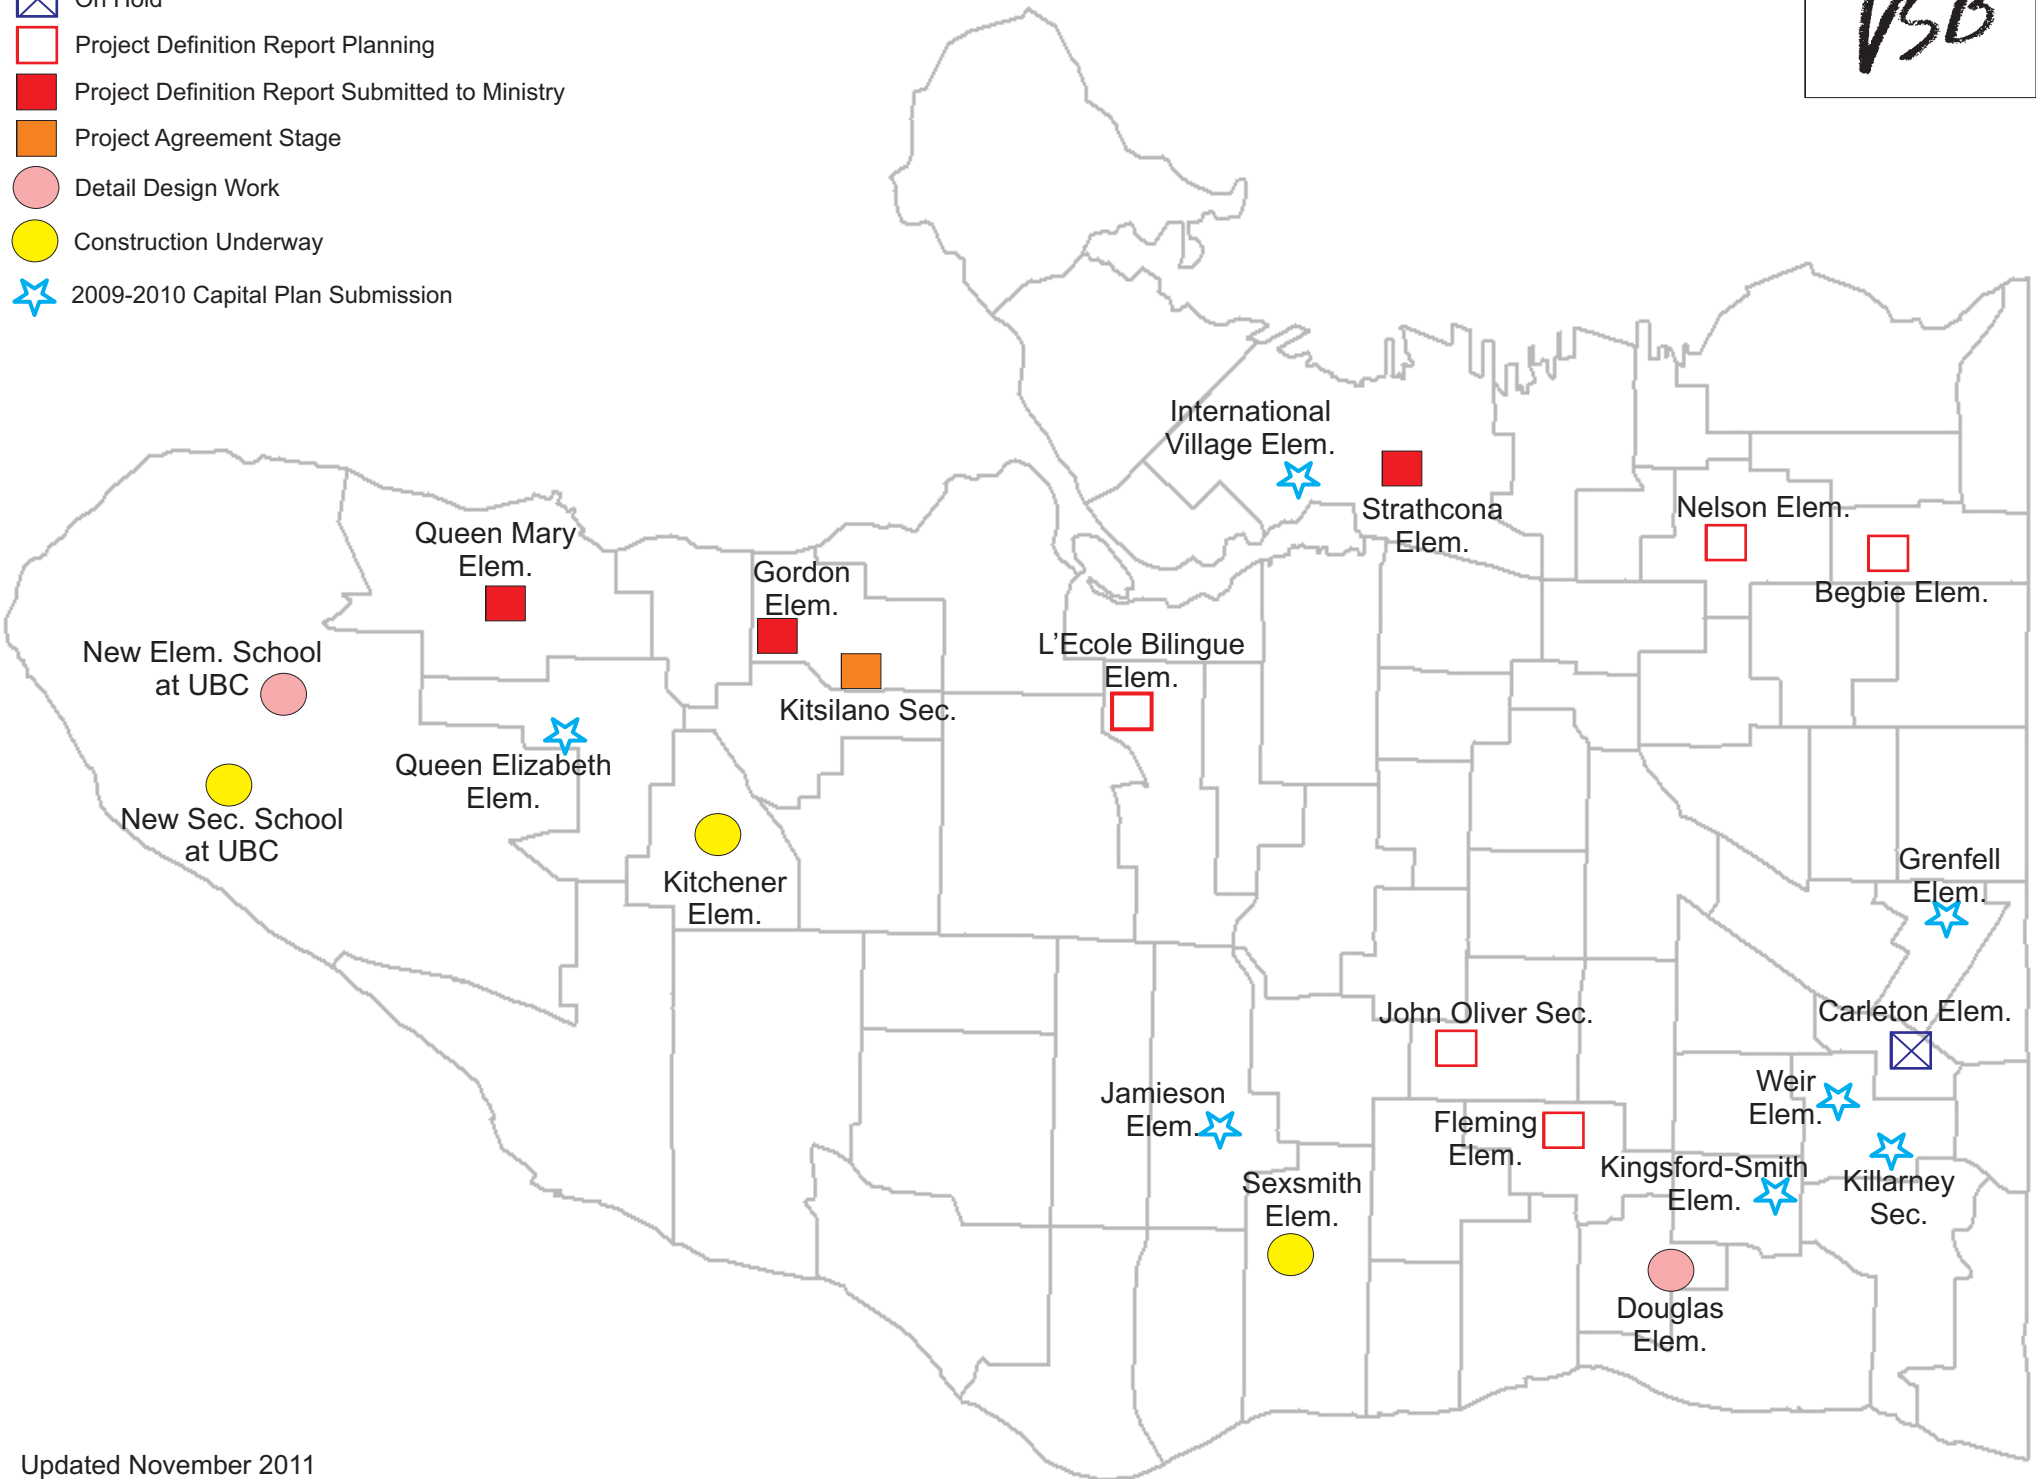 On Hold
Project Definition Report Planning
Project Definition Report Submitted to Ministry
Project Agreement Stage
Detail Design Work
Construction Underway
2009-2010 Capital Plan Submission
VSB
International
Village Elem.
Strathcona
Elem.
Nelson Elem.
Begbie Elem.
Queen Mary
Elem.
Gordon
Elem.
Kitsilano Sec.
L'Ecole Bilingue
Elem.
New Elem. School
at UBC
New Sec. School
at UBC
Queen Elizabeth
Elem.
Kitchener
Elem.
Grenfell
Elem.
John Oliver Sec.
Carleton Elem.
Jamieson
Elem.
Weir
Elem.
Fleming
Elem.
Kingsford-Smith
Elem.
Killarney
Sec.
Sexsmith
Elem.
Douglas
Elem.
Updated November 2011